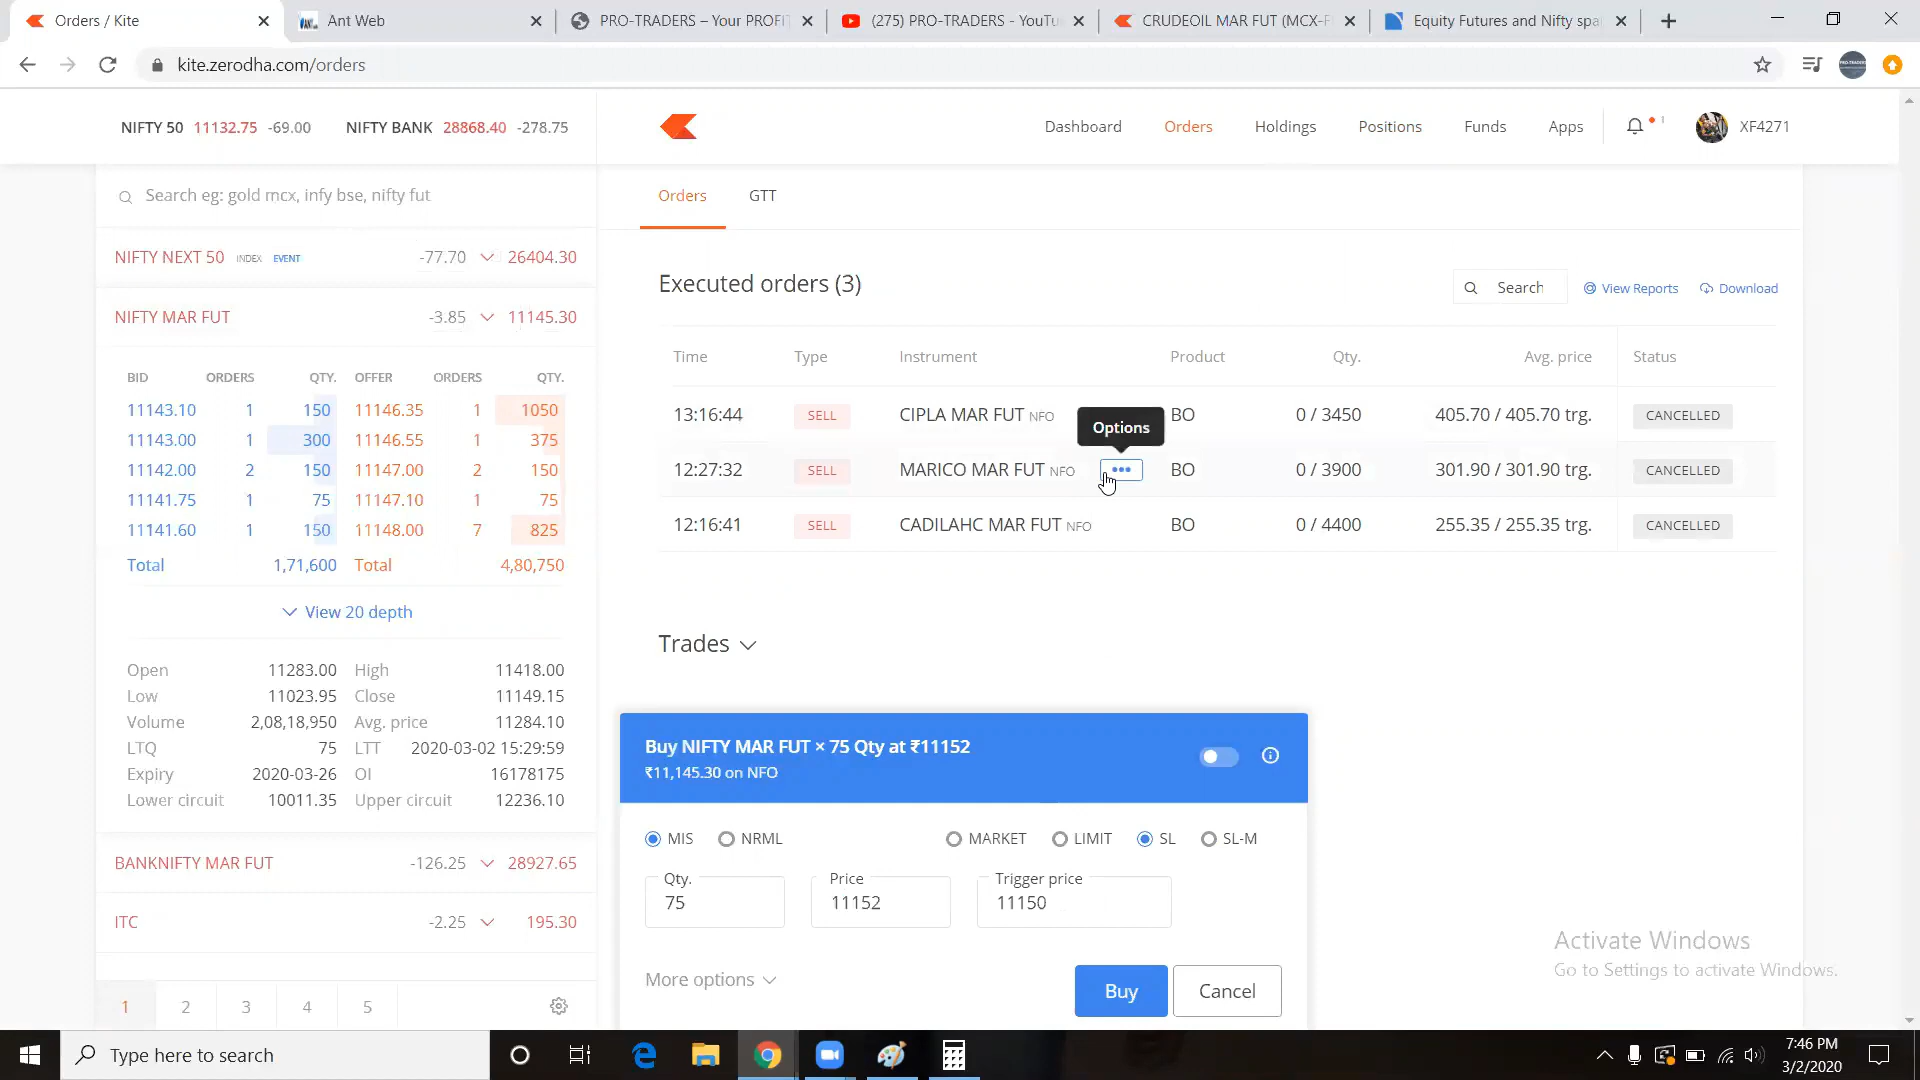 Orders / Kite
Ant Web
PRO-TRADERS – Your PROFIT
(275) PRO-TRADERS - YouTu
CRUDEOIL MAR FUT (MCX-F
Equity Futures and Nifty spa
kite.zerodha.com/orders
NIFTY 50 11132.75 -69.00 NIFTY BANK 28868.40 -278.75
Dashboard Orders Holdings Positions Funds Apps XF4271
Search eg: gold mcx, infy bse, nifty fut
Orders GTT
NIFTY NEXT 50 INDEX EVENT -77.70 26404.30
Executed orders (3)
Search View Reports Download
NIFTY MAR FUT -3.85 11145.30
BID ORDERS QTY. OFFER ORDERS QTY.
11143.10 1 150 11146.35 1 1050
11143.00 1 300 11146.55 1 375
11142.00 2 150 11147.00 2 150
11141.75 1 75 11147.10 1 75
11141.60 1 150 11148.00 7 825
Total 1,71,600 Total 4,80,750
View 20 depth
Open 11283.00 High 11418.00
Low 11023.95 Close 11149.15
Volume 2,08,18,950 Avg. price 11284.10
LTQ 75 LTT 2020-03-02 15:29:59
Expiry 2020-03-26 OI 16178175
Lower circuit 10011.35 Upper circuit 12236.10
BANKNIFTY MAR FUT -126.25 28927.65
ITC -2.25 195.30
1 2 3 4 5
Time Type Instrument Product Qty. Avg. price Status
13:16:44 SELL CIPLA MAR FUT NFO BO 0 / 3450 405.70 / 405.70 trg. CANCELLED
Options
12:27:32 SELL MARICO MAR FUT NFO BO 0 / 3900 301.90 / 301.90 trg. CANCELLED
12:16:41 SELL CADILAHC MAR FUT NFO BO 0 / 4400 255.35 / 255.35 trg. CANCELLED
Trades
Buy NIFTY MAR FUT × 75 Qty at ₹11152
₹11,145.30 on NFO
MIS NRML MARKET LIMIT SL SL-M
Qty. Price Trigger price
75 11152 11150
More options Buy Cancel
Activate Windows
Go to Settings to activate Windows.
Type here to search
7:46 PM
3/2/2020